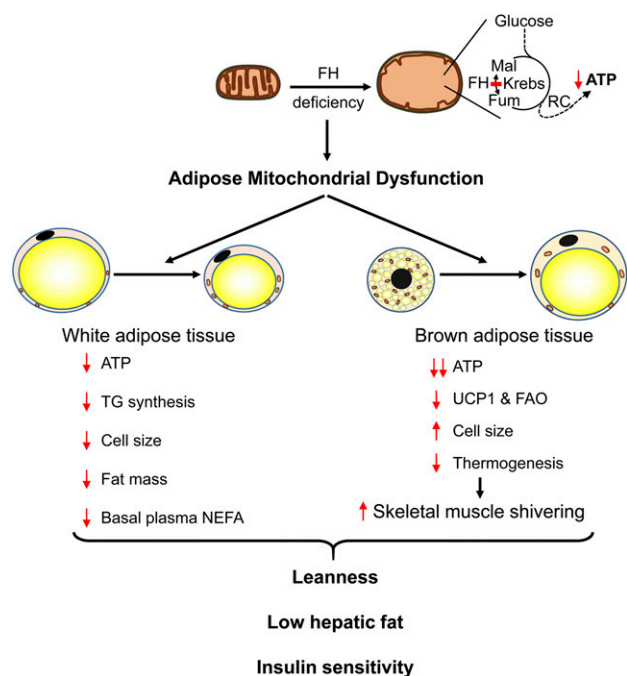 Glucose
FH
deficiency
Mal
FH Krebs
Fum
RC
ATP
Adipose Mitochondrial Dysfunction
White adipose tissue
↓ ATP
↓ TG synthesis
↓ Cell size
↓ Fat mass
↓ Basal plasma NEFA
Brown adipose tissue
↓↓ ATP
↓ UCP1 & FAO
↑ Cell size
↓ Thermogenesis
↑ Skeletal muscle shivering
Leanness
Low hepatic fat
Insulin sensitivity